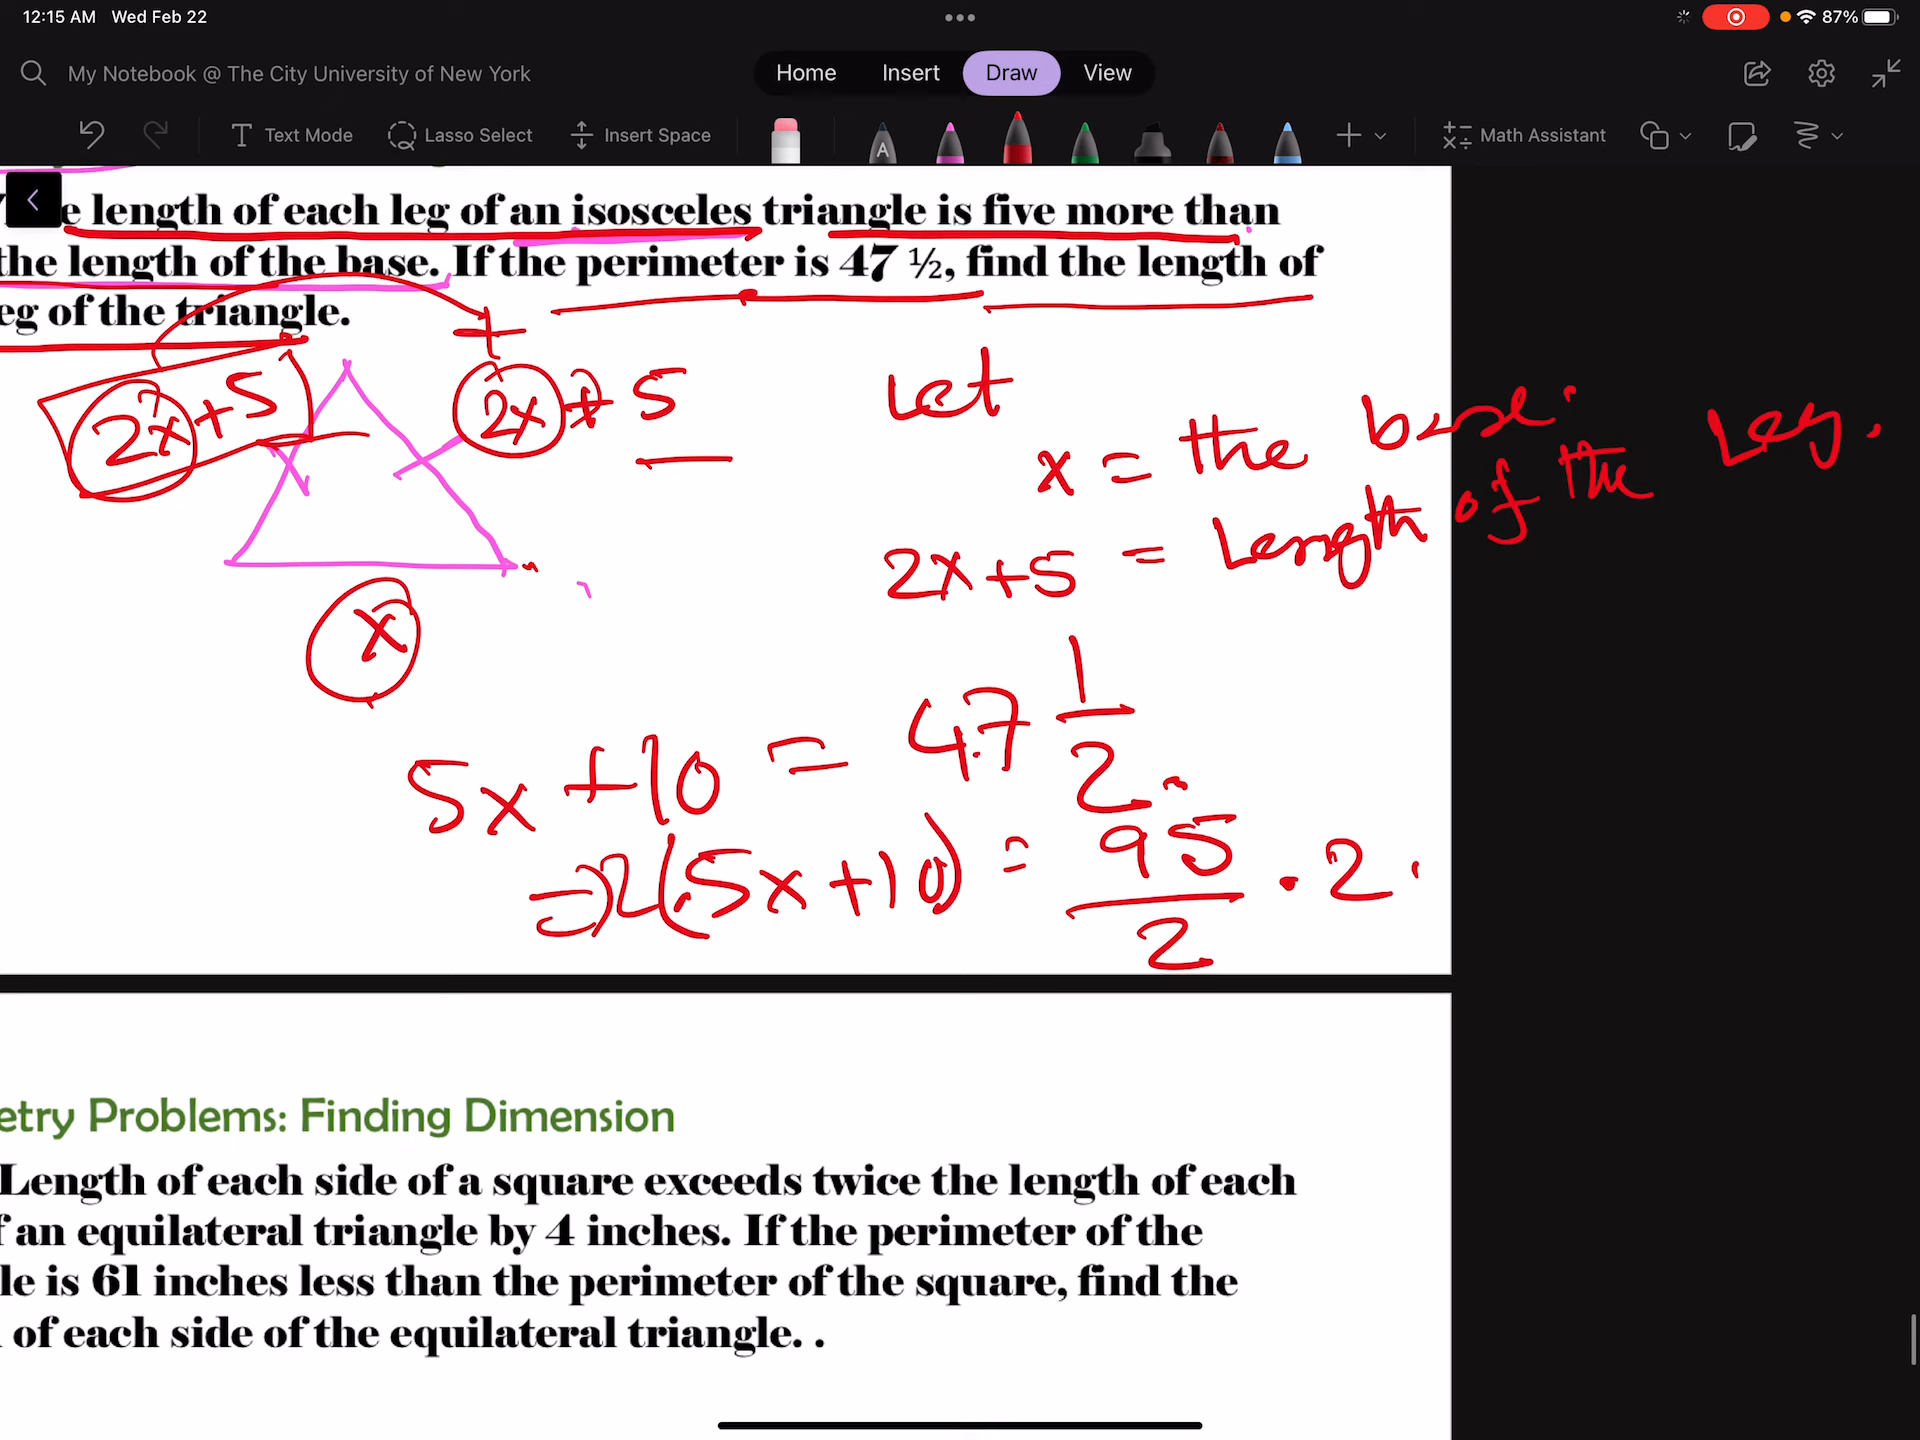 12:15 AM Wed Feb 22
87%
My Notebook @ The City University of New York
Home Insert Draw View
Text Mode Lasso Select Insert Space A Math Assistant
e length of each leg of an isosceles triangle is five more than
the length of the base. If the perimeter is 47 ½, find the length of
eg of the triangle.
2x+5
2x+5
x
Let
x = the base.
2x+5 = Length of the Leg.
5x+10 = 47 1/2
=> 2(5x+10) = 95/2 · 2
etry Problems: Finding Dimension
Length of each side of a square exceeds twice the length of each
f an equilateral triangle by 4 inches. If the perimeter of the
le is 61 inches less than the perimeter of the square, find the
of each side of the equilateral triangle. .